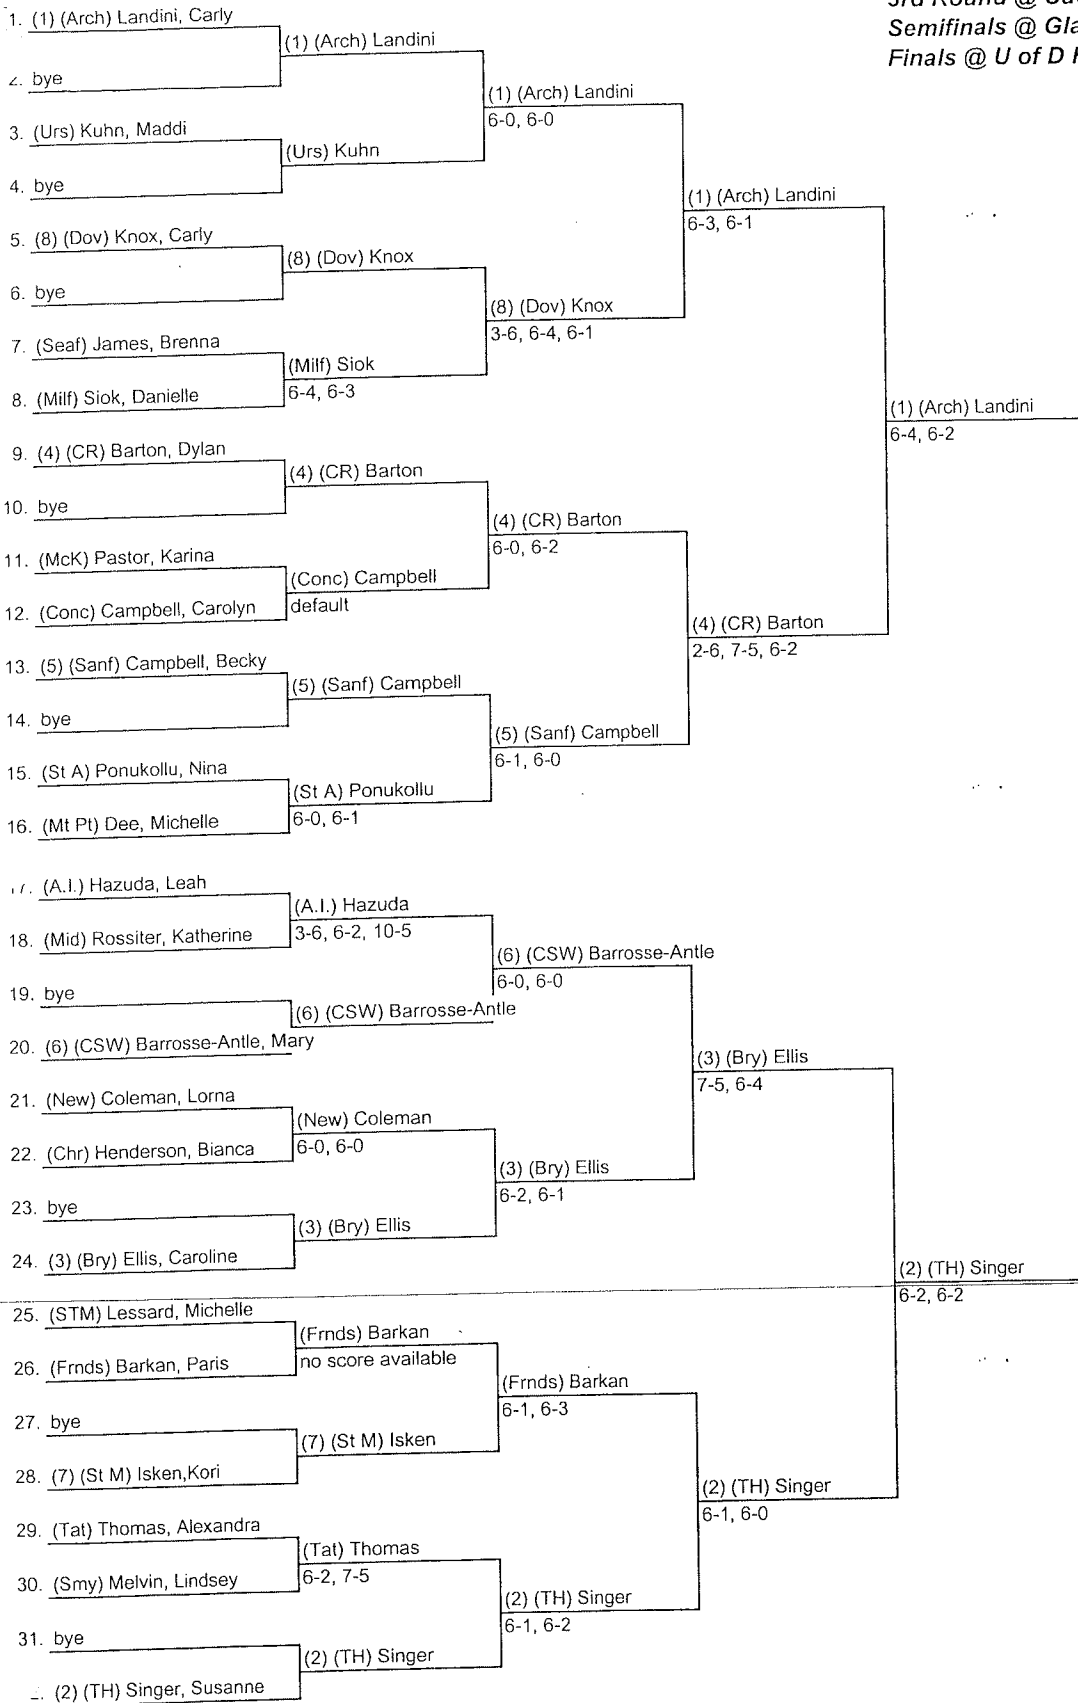 3rd Round @
Semifinals @
Finals @ U of D
1. (1) (Arch) Landini, Carly
(1) (Arch) Landini
bye
(1) (Arch) Landini
6-0, 6-0
3. (Urs) Kuhn, Maddi
(Urs) Kuhn
4. bye
(1) (Arch) Landini
6-3, 6-1
5. (8) (Dov) Knox, Carly
(8) (Dov) Knox
6. bye
(8) (Dov) Knox
3-6, 6-4, 6-1
7. (Seaf) James, Brenna
(Milf) Siok
6-4, 6-3
8. (Milf) Siok, Danielle
(1) (Arch) Landini
6-4, 6-2
9. (4) (CR) Barton, Dylan
(4) (CR) Barton
10. bye
(4) (CR) Barton
6-0, 6-2
11. (McK) Pastor, Karina
(Conc) Campbell
default
12. (Conc) Campbell, Carolyn
(4) (CR) Barton
2-6, 7-5, 6-2
13. (5) (Sanf) Campbell, Becky
(5) (Sanf) Campbell
14. bye
(5) (Sanf) Campbell
6-1, 6-0
15. (St A) Ponukollu, Nina
(St A) Ponukollu
6-0, 6-1
16. (Mt Pt) Dee, Michelle
(A.I.) Hazuda, Leah
(A.I.) Hazuda
3-6, 6-2, 10-5
18. (Mid) Rossiter, Katherine
(6) (CSW) Barrosse-Antle
6-0, 6-0
19. bye
(6) (CSW) Barrosse-Antle
20. (6) (CSW) Barrosse-Antle, Mary
(3) (Bry) Ellis
7-5, 6-4
21. (New) Coleman, Lorna
(New) Coleman
6-0, 6-0
22. (Chr) Henderson, Bianca
(3) (Bry) Ellis
6-2, 6-1
23. bye
(3) (Bry) Ellis
24. (3) (Bry) Ellis, Caroline
(2) (TH) Singer
6-2, 6-2
25. (STM) Lessard, Michelle
(Frnds) Barkan
no score available
26. (Frnds) Barkan, Paris
(Frnds) Barkan
6-1, 6-3
27. bye
(7) (St M) Isken
28. (7) (St M) Isken,Kori
(2) (TH) Singer
6-1, 6-0
29. (Tat) Thomas, Alexandra
(Tat) Thomas
6-2, 7-5
30. (Smy) Melvin, Lindsey
(2) (TH) Singer
6-1, 6-2
31. bye
(2) (TH) Singer
(2) (TH) Singer, Susanne